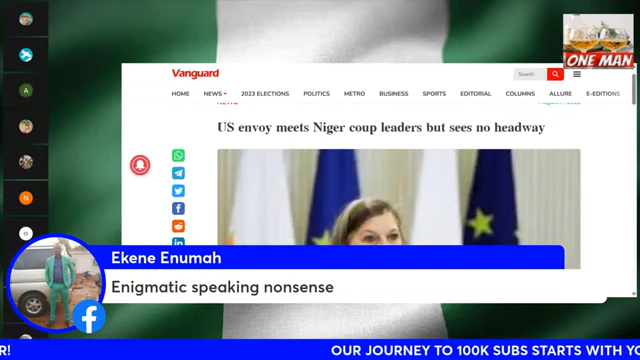 ONE MAN
Vanguard
Search
HOME NEWS 2023 ELECTIONS POLITICS METRO BUSINESS SPORTS EDITORIAL COLUMNS ALLURE E-EDITIONS
US envoy meets Niger coup leaders but sees no headway
A
N
e
Ekene Enumah
Enigmatic speaking nonsense
R! OUR JOURNEY TO 100K SUBS STARTS WITH YO